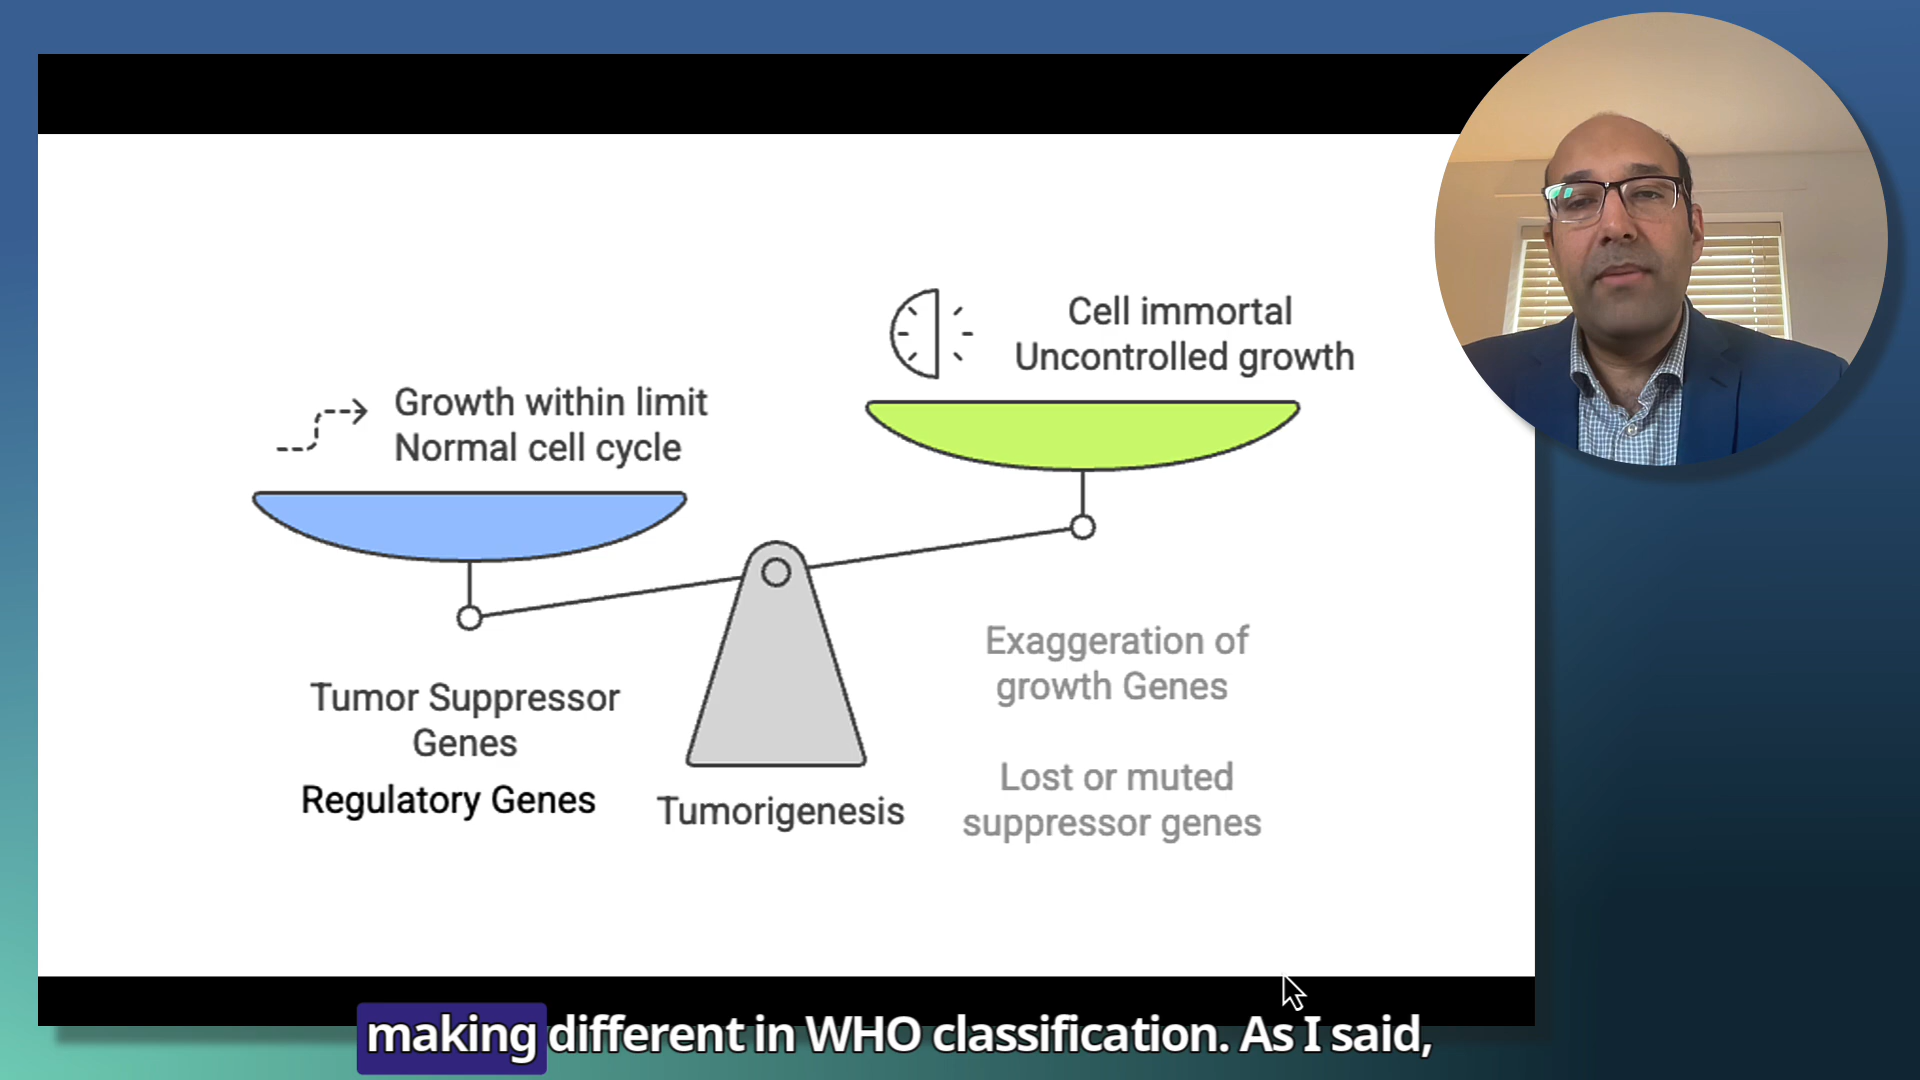 Cell immortal
Uncontrolled growth
Growth within limit
Normal cell cycle
Exaggeration of
growth Genes
Tumor Suppressor
Genes
Regulatory Genes
Tumorigenesis
Lost or muted
suppressor genes
making different in WHO classification. As I said,